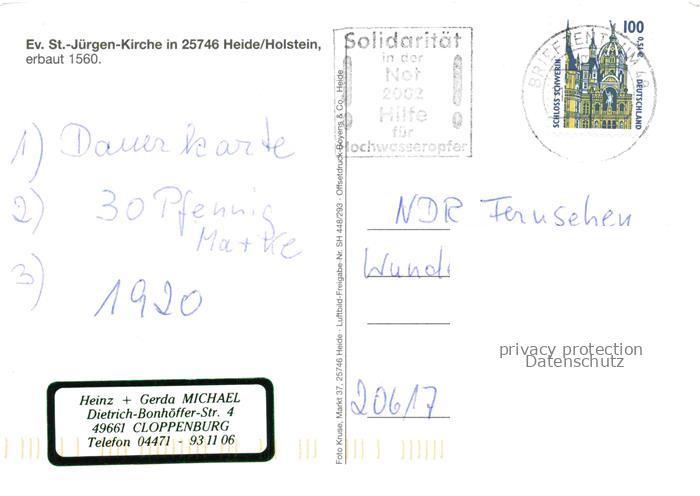 Ev. St.-Jürgen-Kirche in 25746 Heide/Holstein,
erbaut 1560.
1) Dauerkarte
2) 30 Pfennig
Marke
3) 1920
Heinz + Gerda MICHAEL
Dietrich-Bonhöffer-Str. 4
49661 CLOPPENBURG
Telefon 04471 - 93 11 06
Foto Kruse, Markt 37, 25746 Heide · Luftbild-Freigabe-Nr. SH 448/293 · Offsetdruck Boyens & Co., Heide
Solidarität
in der
Not
2002
Hilfe
für
Hochwasseropfer
BRIEFZENTRUM
100
0,51€
SCHLOSS SCHWERIN
DEUTSCHLAND
NDR Fernsehen
20617
privacy protection
Datenschutz